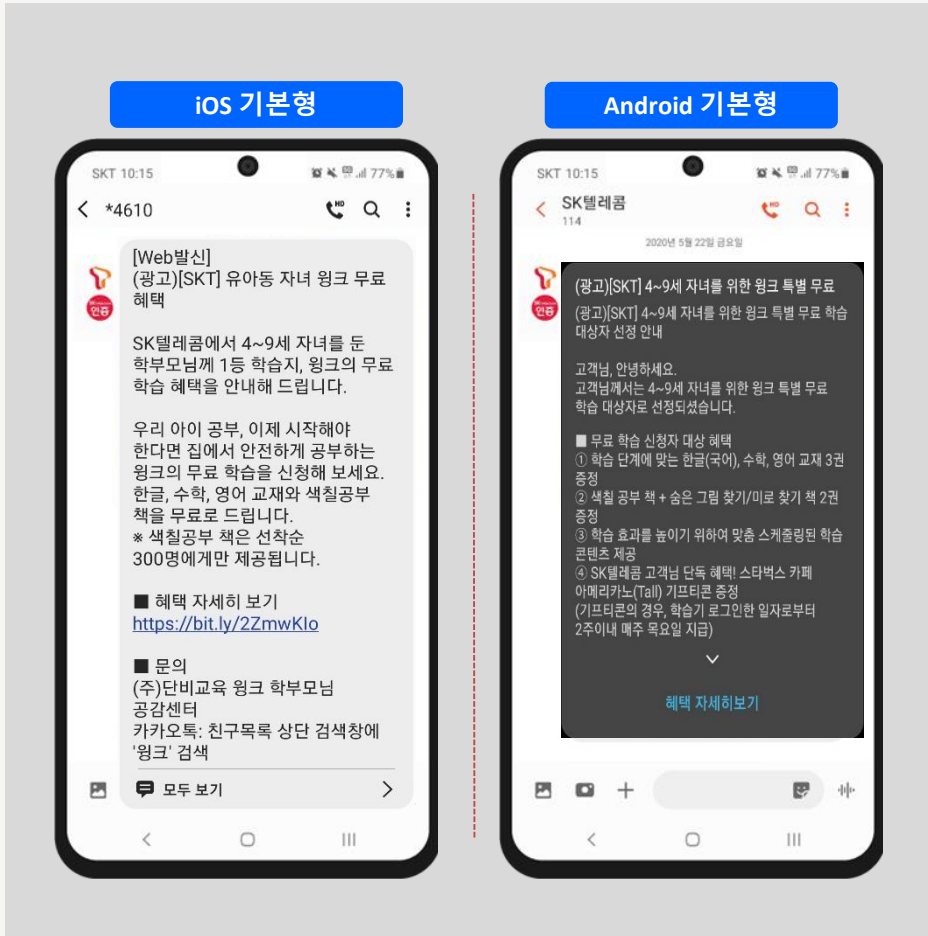 iOS 기본형
SKT 10:15
77%
*4610
[Web발신]
(광고)[SKT] 유아동 자녀 윙크 무료
혜택
SK텔레콤에서 4~9세 자녀를 둔
학부모님께 1등 학습지, 윙크의 무료
학습 혜택을 안내해 드립니다.
우리 아이 공부, 이제 시작해야
한다면 집에서 안전하게 공부하는
윙크의 무료 학습을 신청해 보세요.
한글, 수학, 영어 교재와 색칠공부
책을 무료로 드립니다.
※ 색칠공부 책은 선착순
300명에게만 제공됩니다.
■ 혜택 자세히 보기
https://bit.ly/2ZmwKIo
■ 문의
(주)단비교육 윙크 학부모님
공감센터
카카오톡: 친구목록 상단 검색창에
'윙크' 검색
모두 보기
인증
Android 기본형
SKT 10:15
77%
SK텔레콤
114
2020년 5월 22일 금요일
인증
(광고)[SKT] 4~9세 자녀를 위한 윙크 특별 무료
(광고)[SKT] 4~9세 자녀를 위한 윙크 특별 무료 학습
대상자 선정 안내
고객님, 안녕하세요.
고객님께서는 4~9세 자녀를 위한 윙크 특별 무료
학습 대상자로 선정되셨습니다.
■ 무료 학습 신청자 대상 혜택
① 학습 단계에 맞는 한글(국어), 수학, 영어 교재 3권
증정
② 색칠 공부 책 + 숨은 그림 찾기/미로 찾기 책 2권
증정
③ 학습 효과를 높이기 위하여 맞춤 스케줄링된 학습
콘텐츠 제공
④ SK텔레콤 고객님 단독 혜택! 스타벅스 카페
아메리카노(Tall) 기프티콘 증정
(기프티콘의 경우, 학습기 로그인한 일자로부터
2주이내 매주 목요일 지급)
혜택 자세히보기